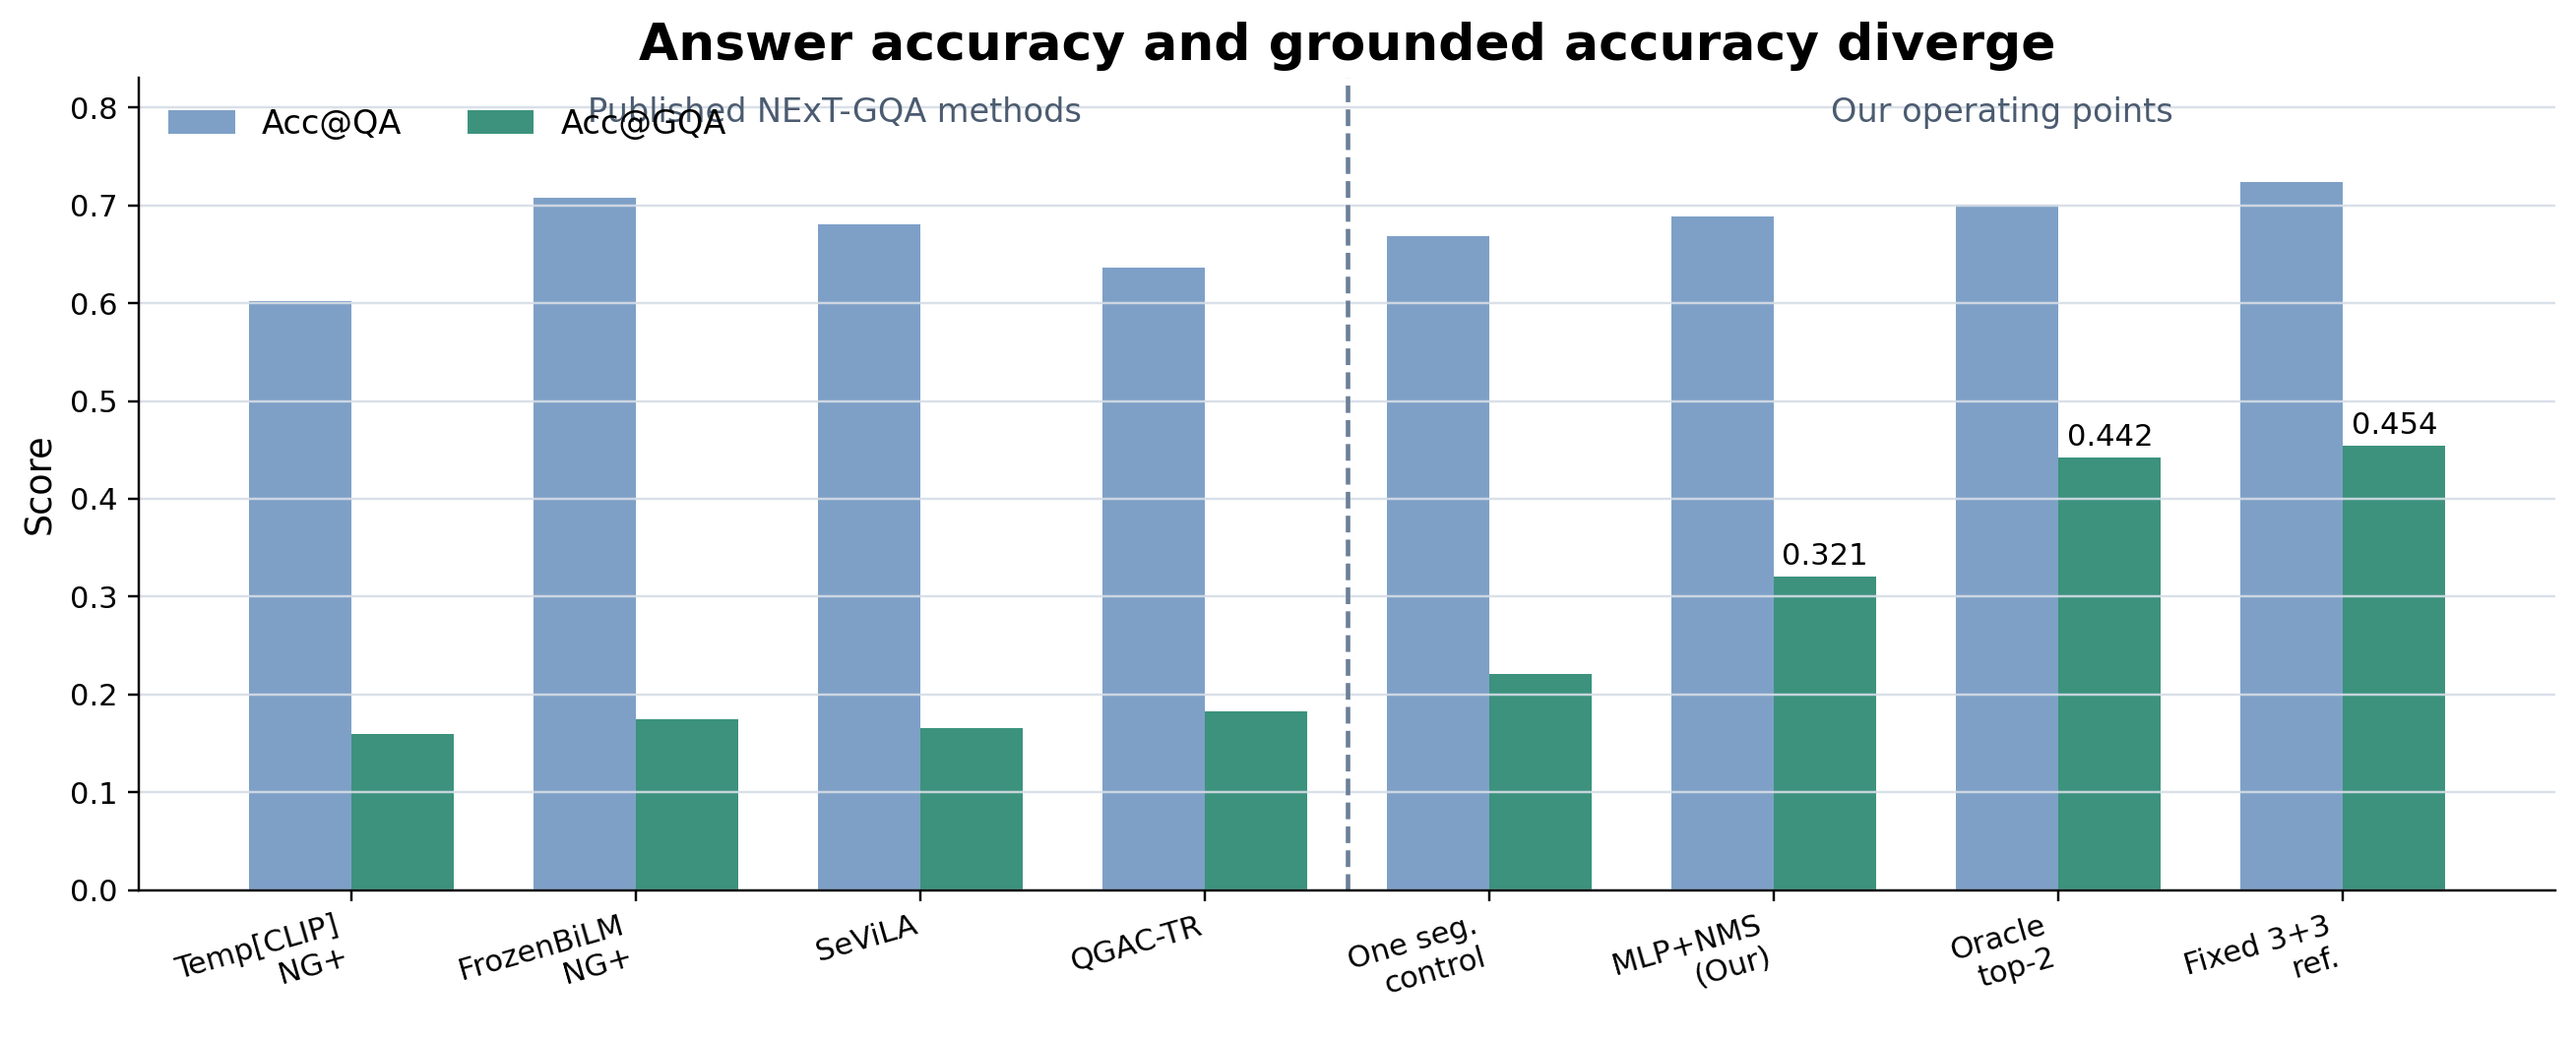 Answer accuracy and grounded accuracy diverge
Acc@QA
Acc@GQA
Published NExT-GQA methods
Our operating points
Score
0.8
0.7
0.6
0.5
0.4
0.3
0.2
0.1
0.0
0.321
0.442
0.454
Temp[CLIP]
NG+
FrozenBiLM
NG+
SeViLA
QGAC-TR
One seg.
control
MLP+NMS
(Our)
Oracle
top-2
Fixed 3+3
ref.